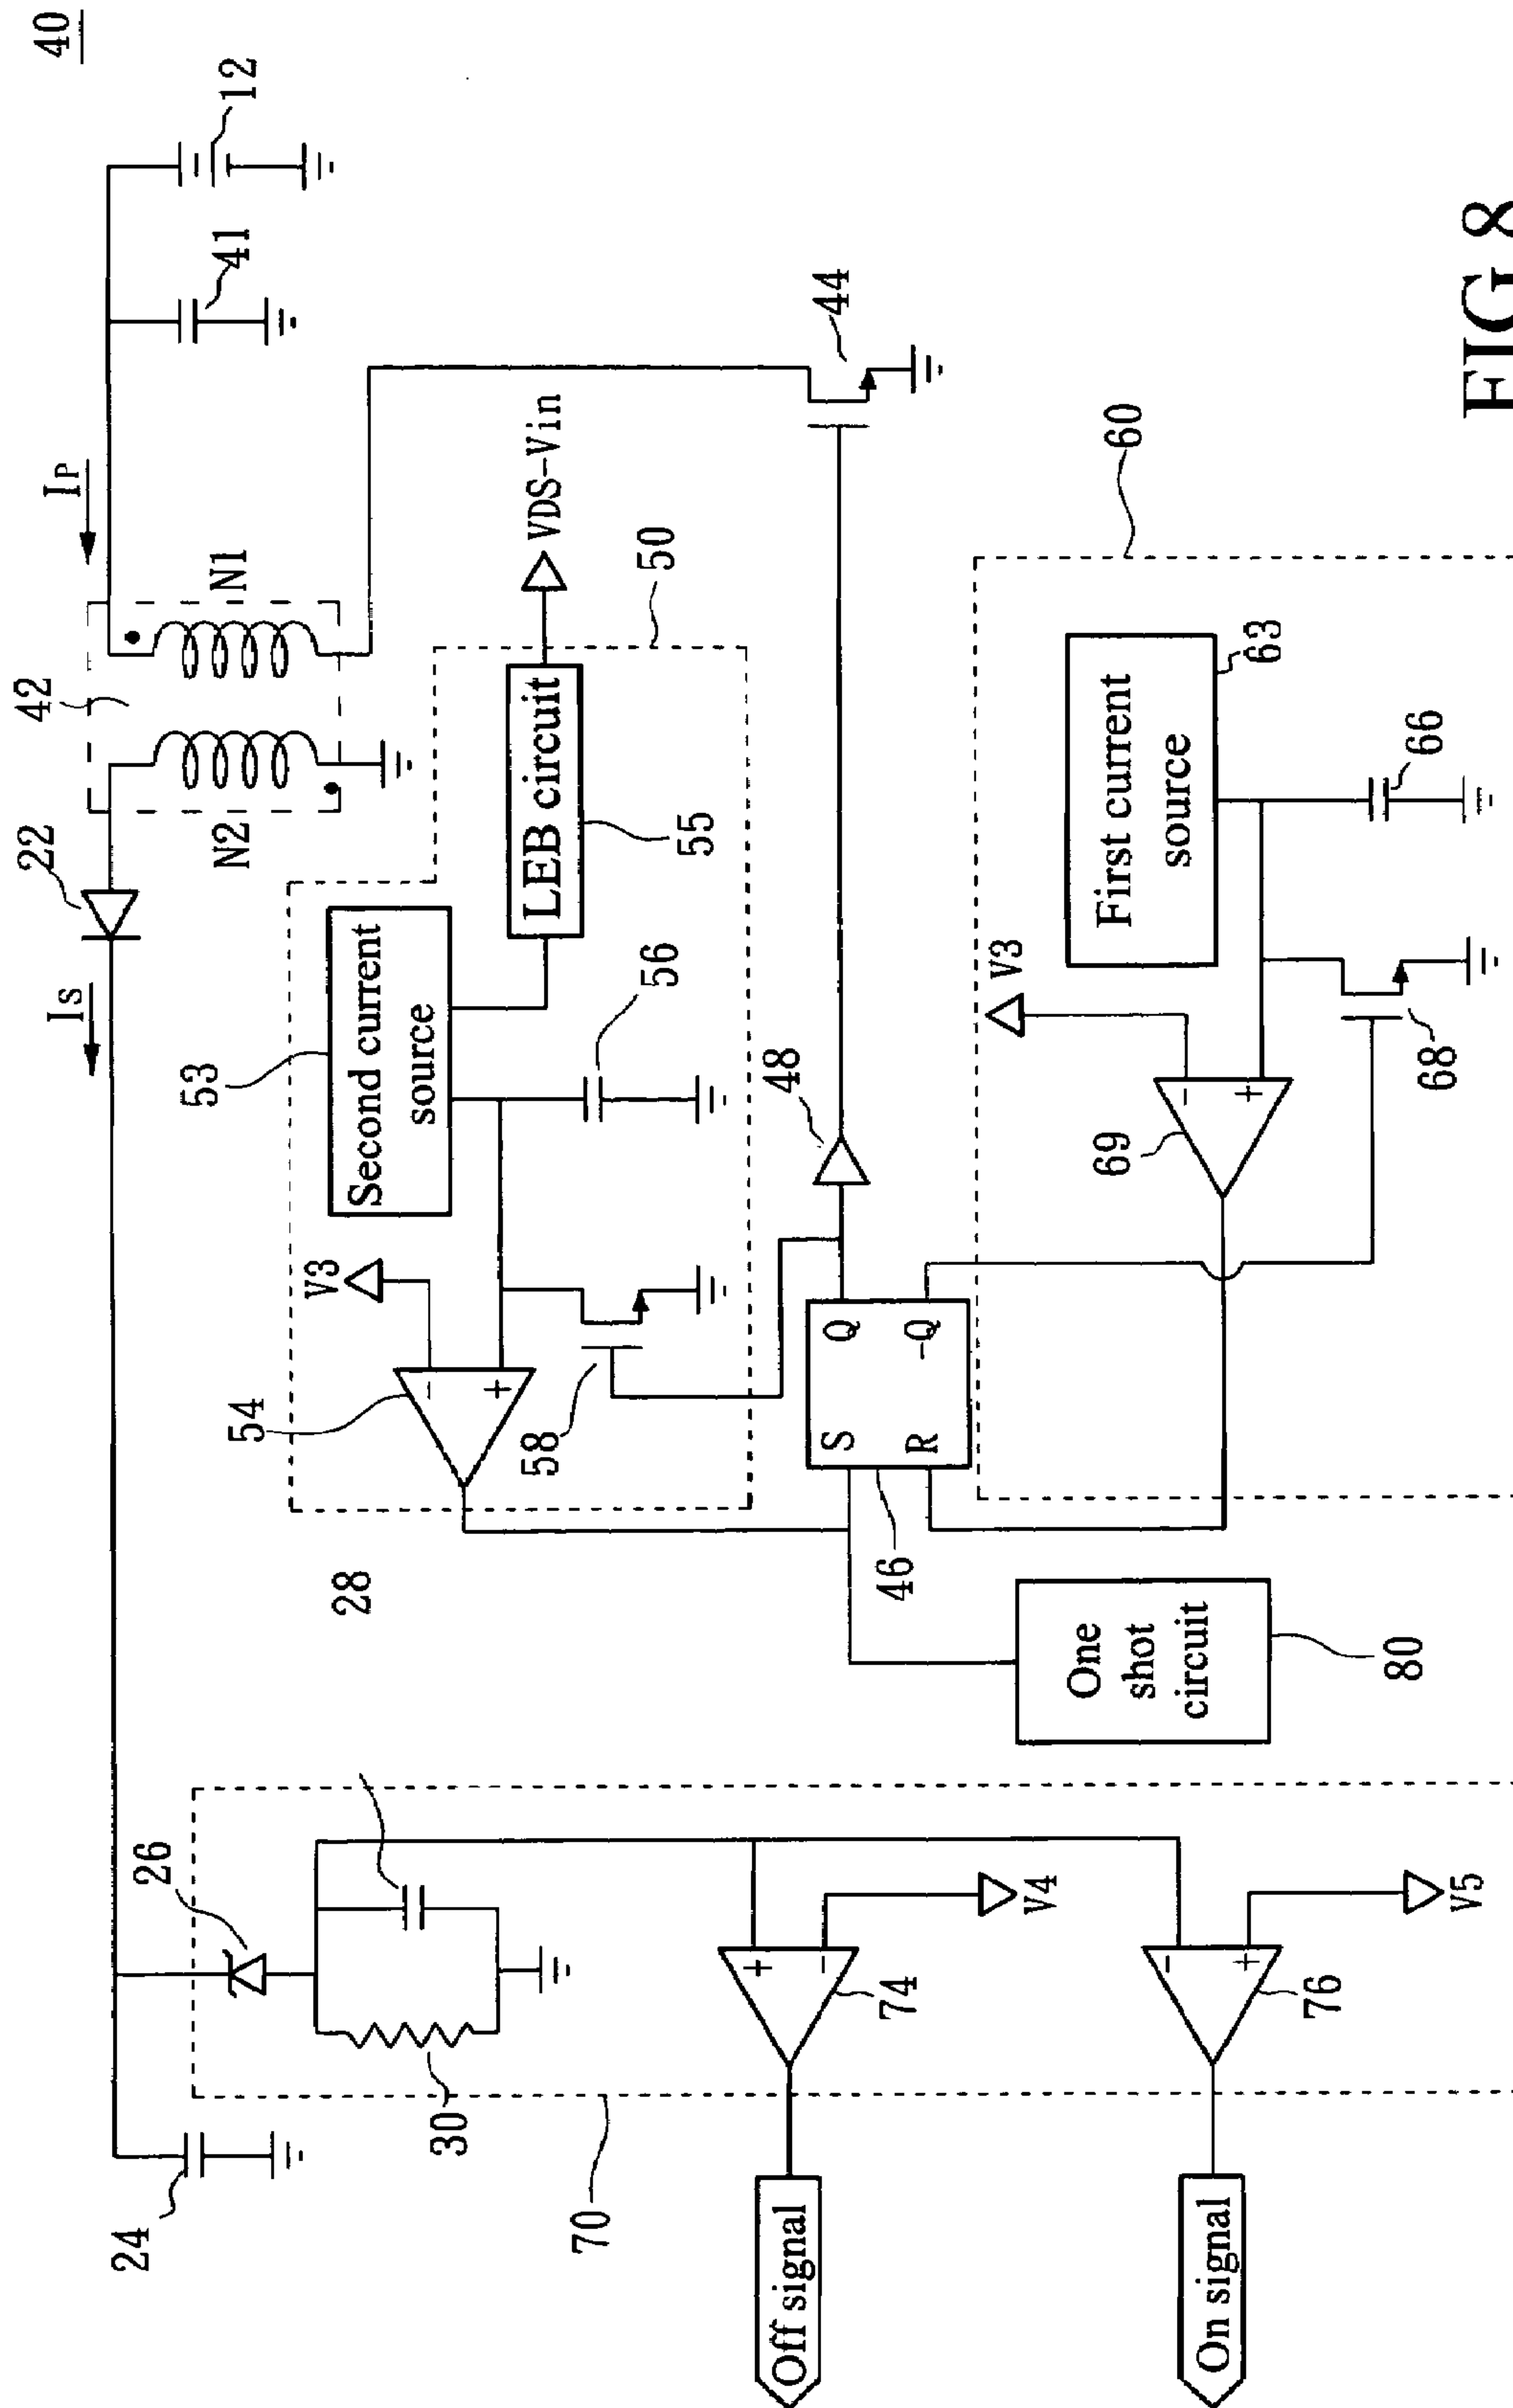 40
12
41
IP
42
N1
N2
22
IS
44
VDS-Vin
50
LEB circuit
55
Second current
source
53
56
V3
54
-
+
58
48
60
First current
source
63
66
V3
69
-
+
68
S
Q
R
-Q
46
28
One
shot
circuit
80
26
30
24
70
+
-
V4
74
-
+
V5
76
Off signal
On signal
FIG 8